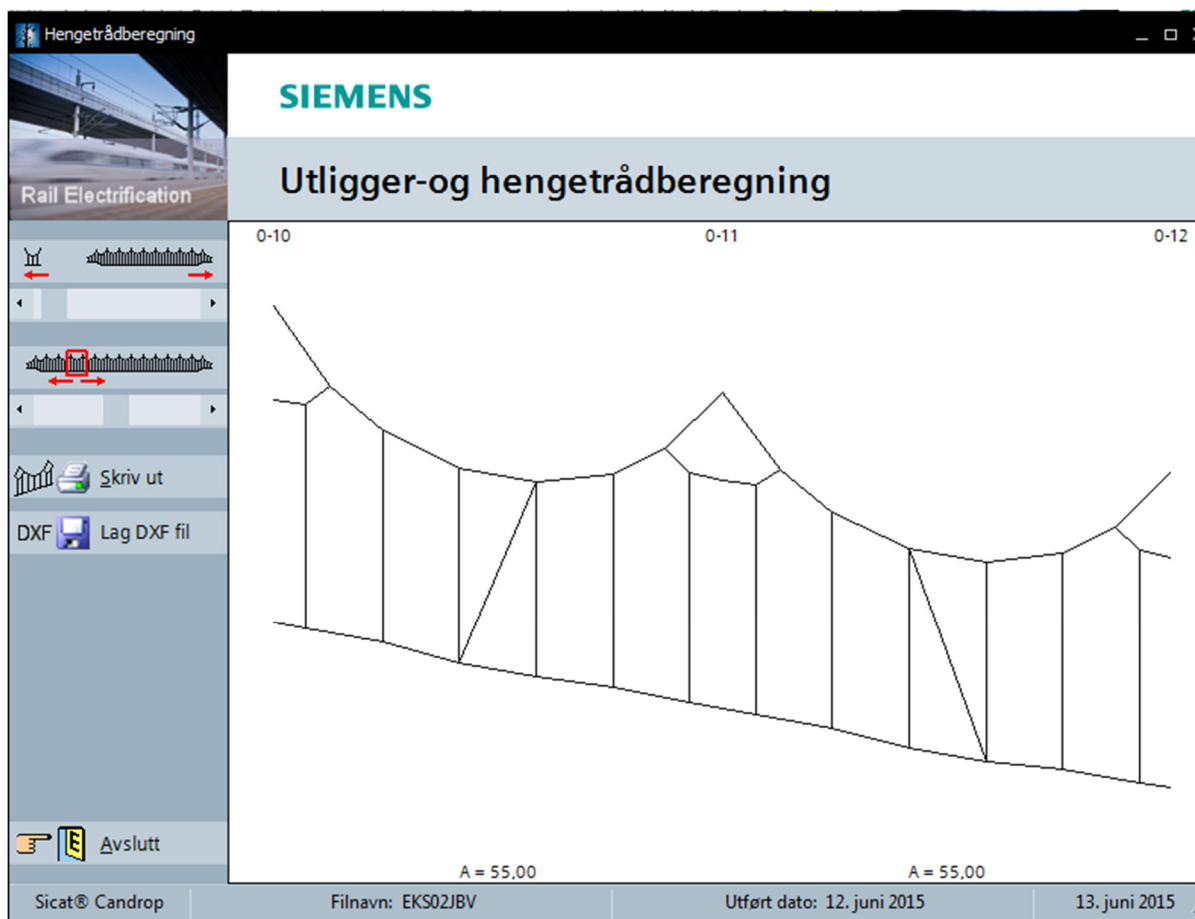 Hengetrådberegning
SIEMENS
Utligger-og hengetrådberegning
Rail Electrification
0-10 0-11 0-12
Skriv ut
DXF Lag DXF fil
Avslutt
A = 55,00 A = 55,00
Sicat® Candrop Filnavn: EKS02JBV Utført dato: 12. juni 2015 13. juni 2015